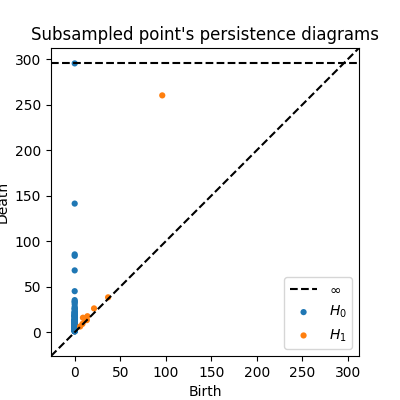 Subsampled point's persistence diagrams
300
250
200
150
100
50
0
Death
∞
H₀
H₁
0 50 100 150 200 250 300
Birth